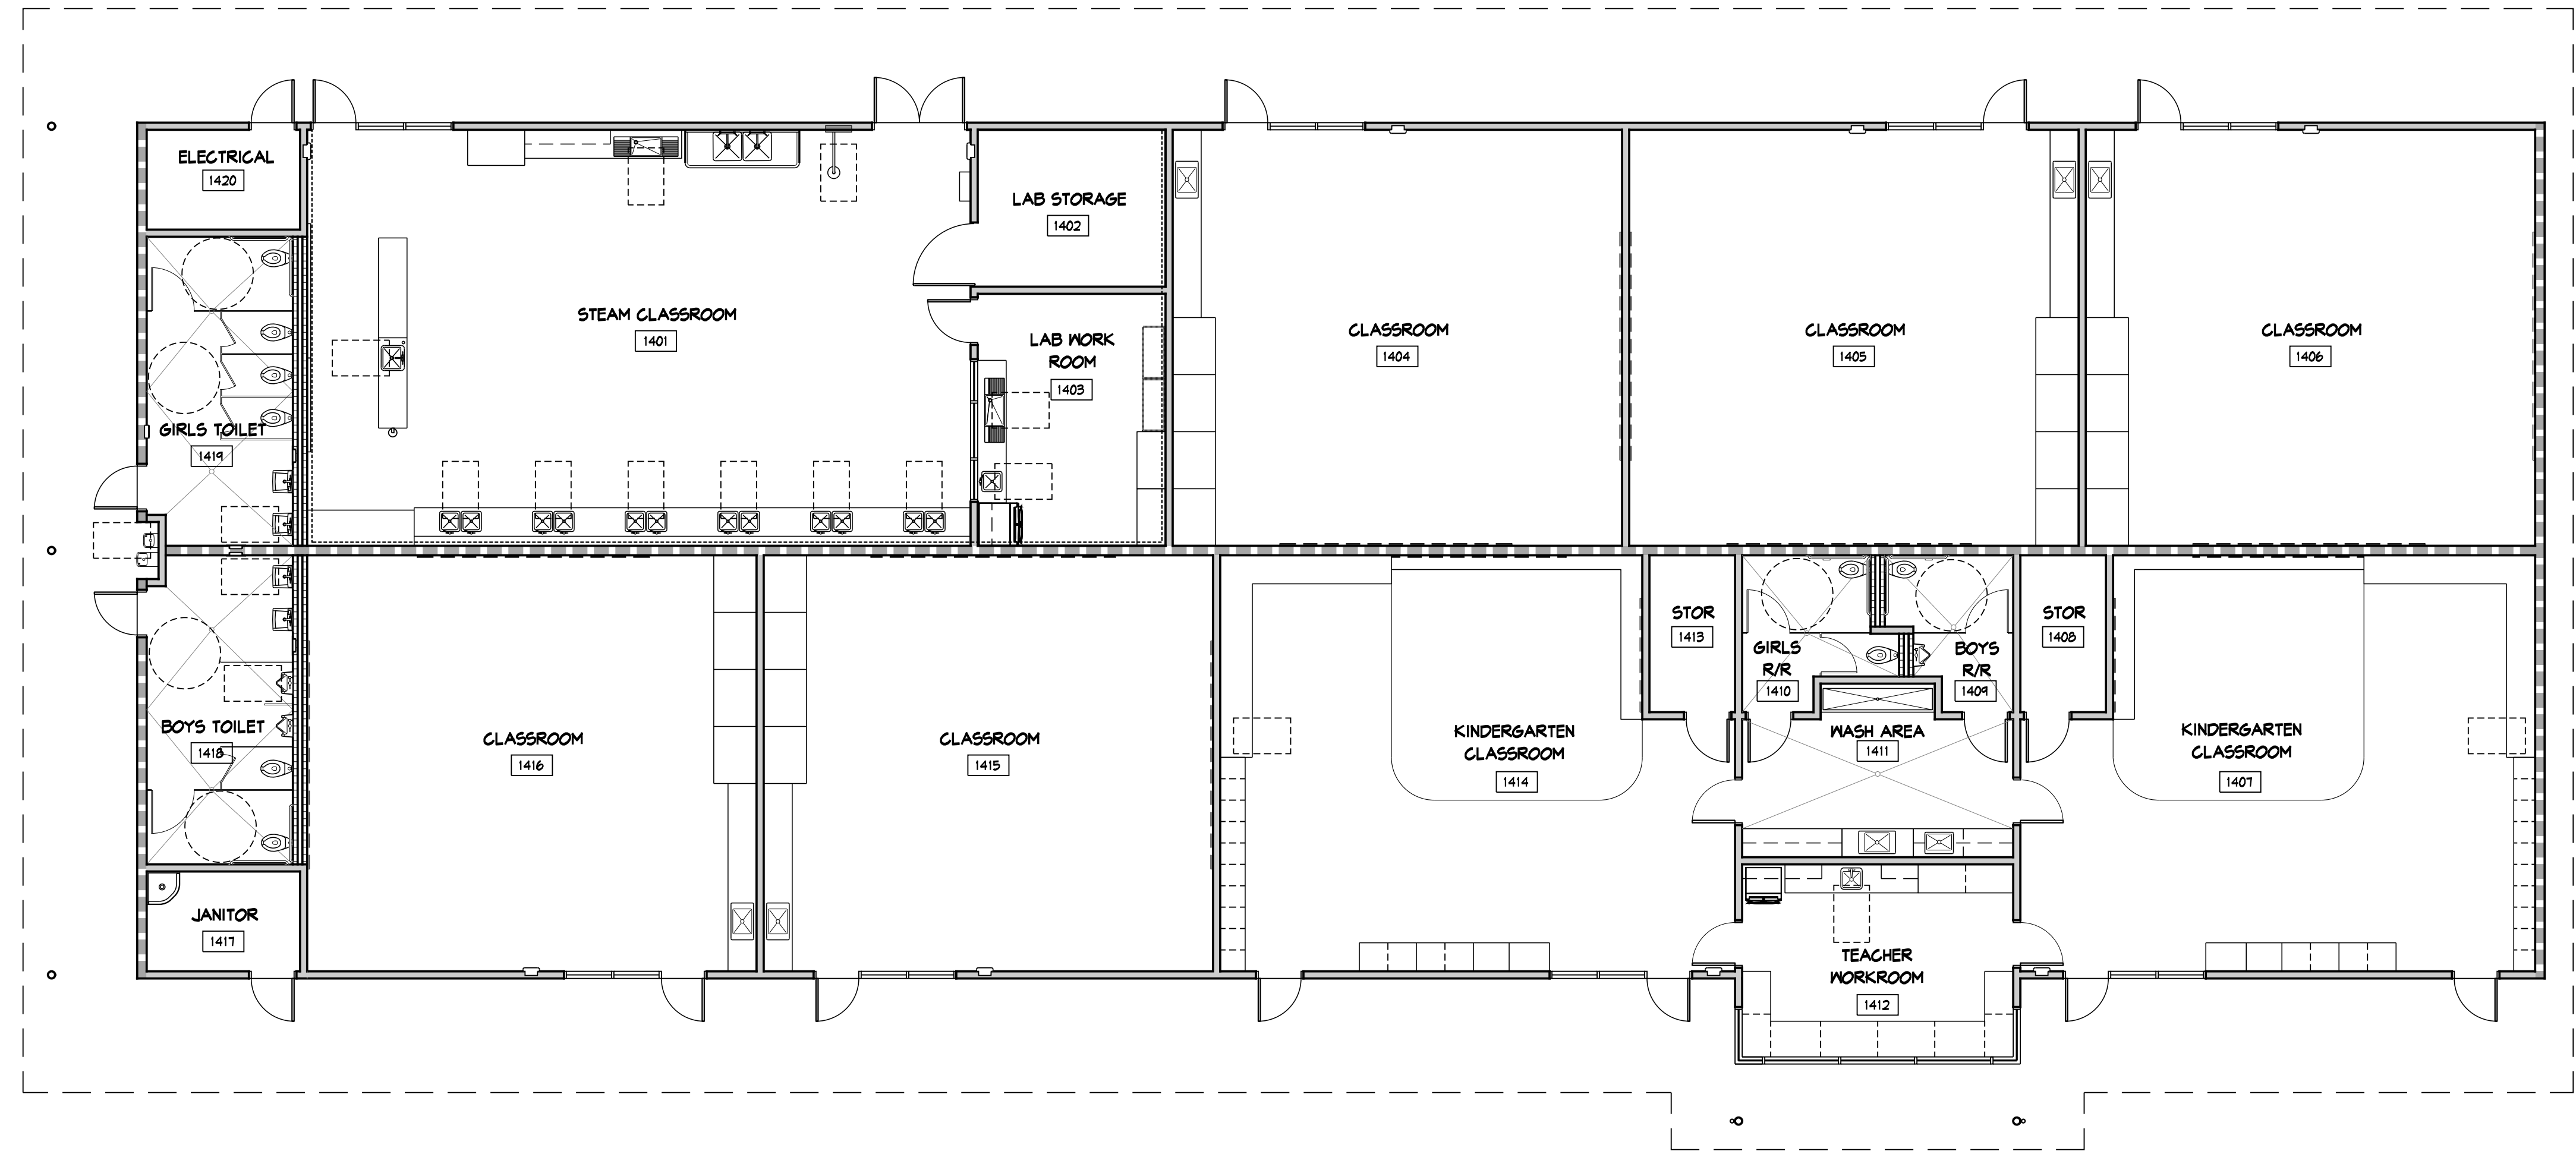 ELECTRICAL
1420
STEAM CLASSROOM
1401
LAB STORAGE
1402
LAB WORK
ROOM
1403
CLASSROOM
1404
CLASSROOM
1405
CLASSROOM
1406
GIRLS TOILET
1419
BOYS TOILET
1418
JANITOR
1417
CLASSROOM
1416
CLASSROOM
1415
KINDERGARTEN
CLASSROOM
1414
STOR
1413
GIRLS
R/R
1410
BOYS
R/R
1409
STOR
1408
WASH AREA
1411
KINDERGARTEN
CLASSROOM
1407
TEACHER
WORKROOM
1412